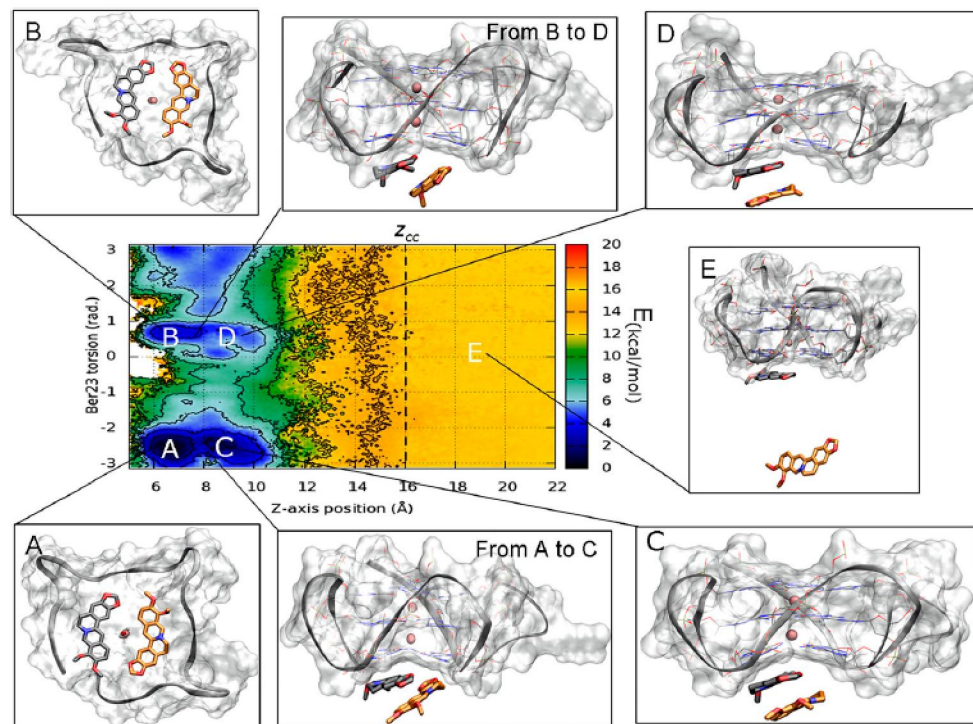 B
From B to D
D
z_cc
3
2
1
0
-1
-2
-3
Ber23 torsion (rad.)
B
D
A
C
E
6
8
10
12
14
16
18
20
22
Z-axis position (Å)
20
18
16
14
12
10
8
6
4
2
0
E (kcal/mol)
E
A
From A to C
C